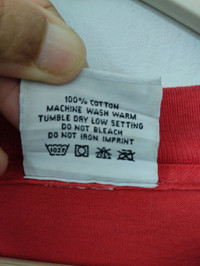 100% COTTON
MACHINE WASH WARM
TUMBLE DRY LOW SETTING
DO NOT BLEACH
DO NOT IRON IMPRINT